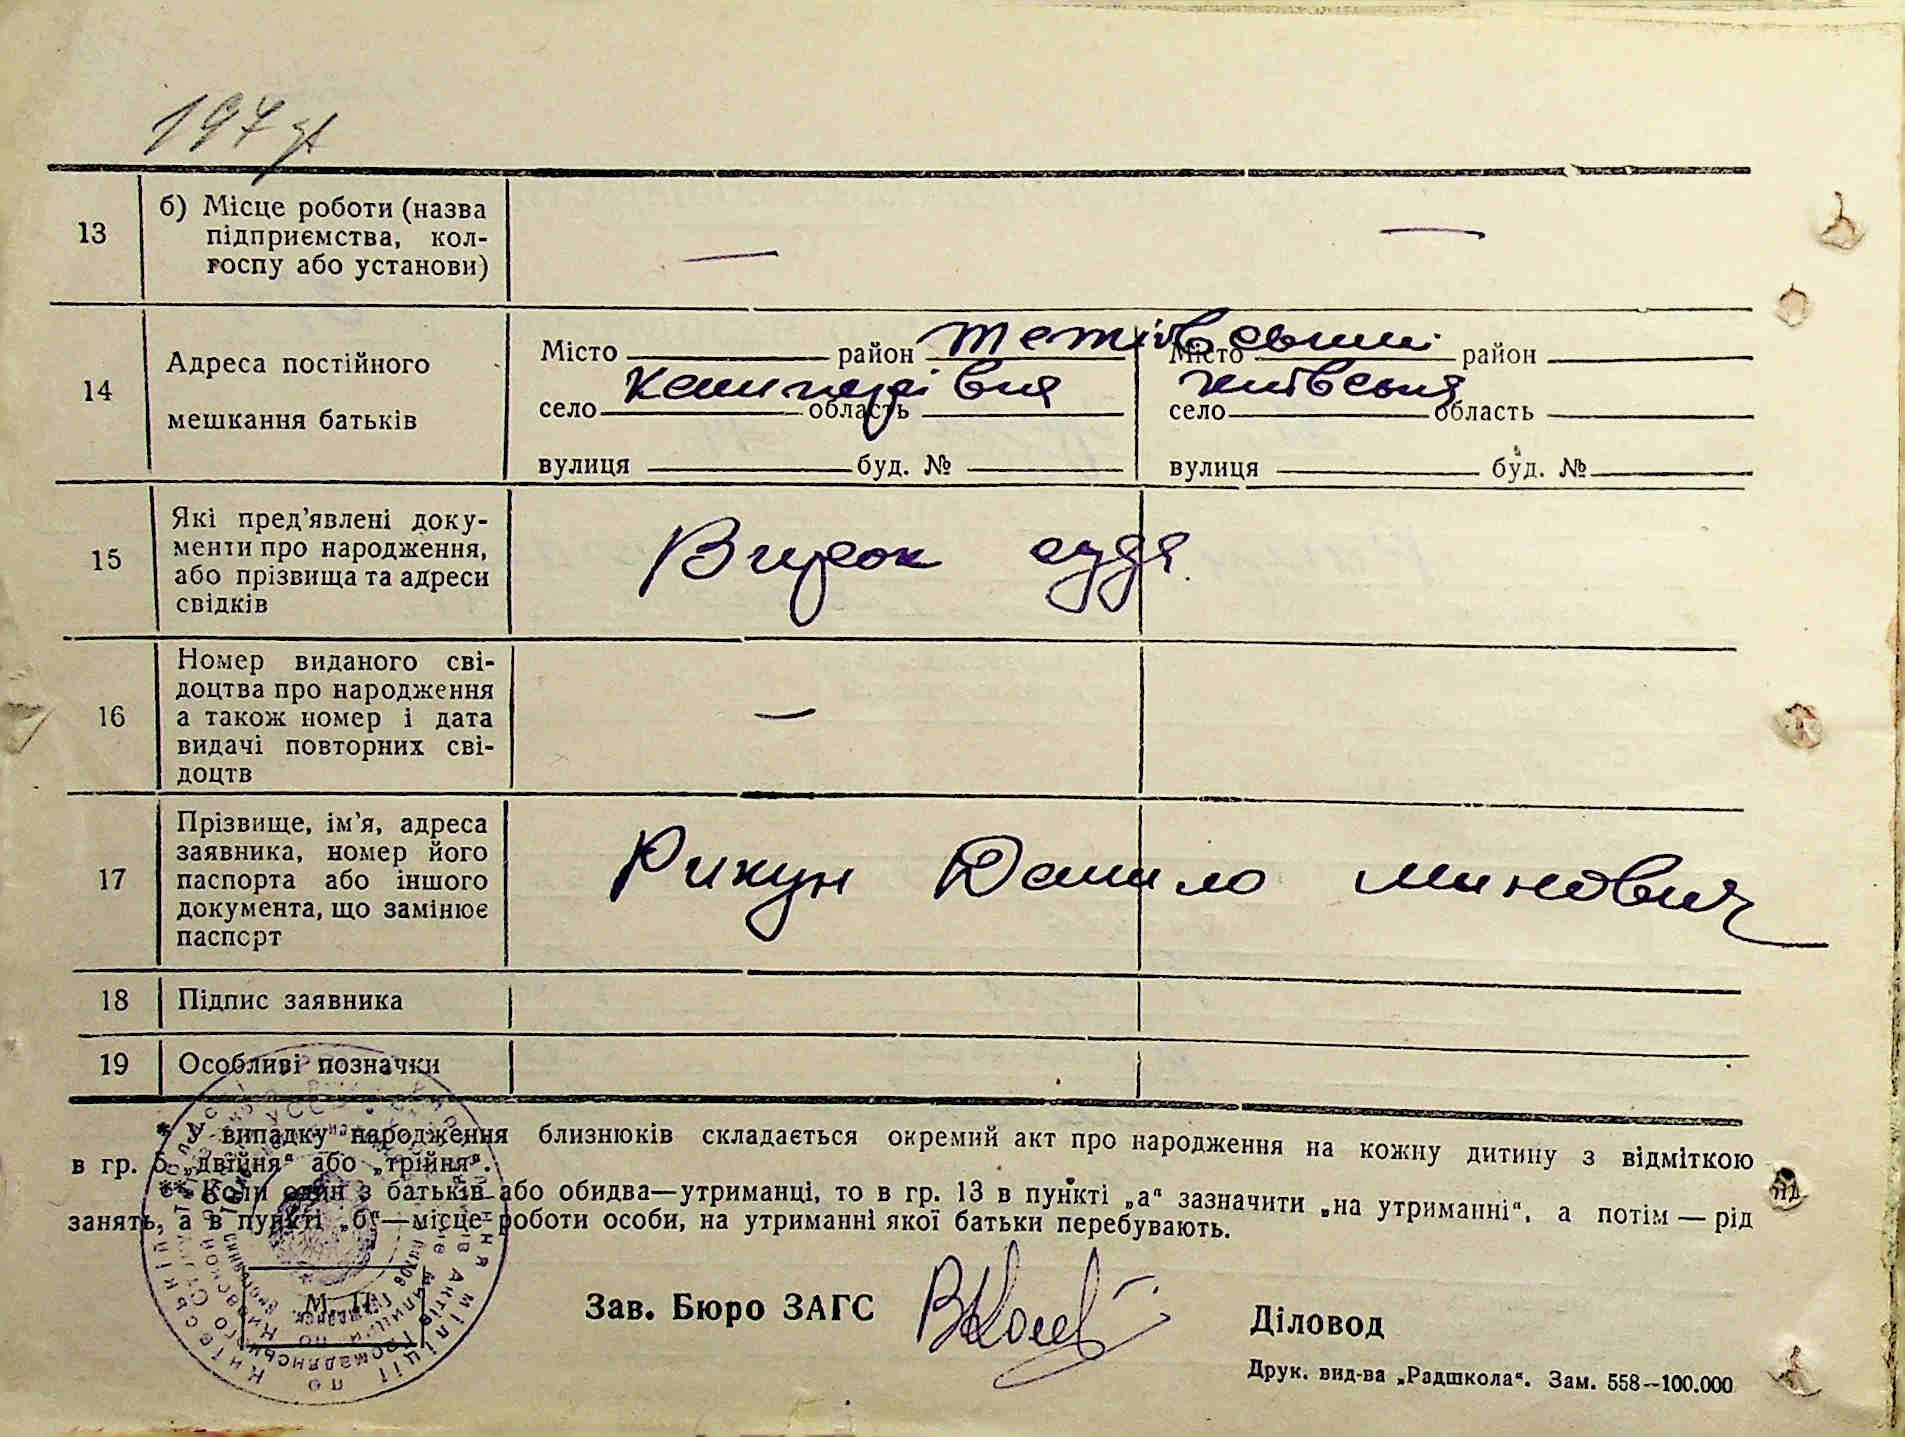 13
б) Місце роботи (назва
підприємства, кол-
госпу або установи)
—
—
14
Адреса постійного
мешкання батьків
Місто район Тетіївський Місто район
село Кашперівка область село Київська область
вулиця буд. № вулиця буд. №
15
Які пред’явлені доку-
менти про народження,
або прізвища та адреси
свідків
Вирок суда
16
Номер виданого сві-
доцтва про народження
а також номер і дата
видачі повторних сві-
доцтв
—
17
Прізвище, ім’я, адреса
заявника, номер його
паспорта або іншого
документа, що замінює
паспорт
Рикун Данило Минович
18
Підпис заявника
19
Особливі позначки
* У випадку народження близнюків складається окремий акт про народження на кожну дитину з відміткою
в гр. 5 „двійня“ або „трійня“.
** Коли один з батьків або обидва—утриманці, то в гр. 13 в пункті „а“ зазначити „на утриманні“, а потім — рід
занять, а в пункті „б“—місце роботи особи, на утриманні якої батьки перебувають.
М. П.
Зав. Бюро ЗАГС
Діловод
Друк. вид-ва „Радшкола“. Зам. 558—100.000